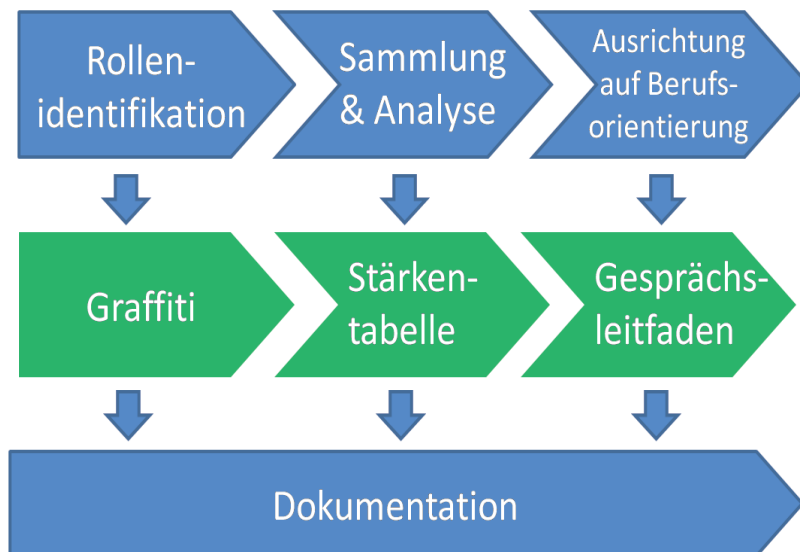 Rollen-
identifikation
Sammlung
& Analyse
Ausrichtung
auf Berufs-
orientierung
Graffiti
Stärken-
tabelle
Gesprächs-
leitfaden
Dokumentation